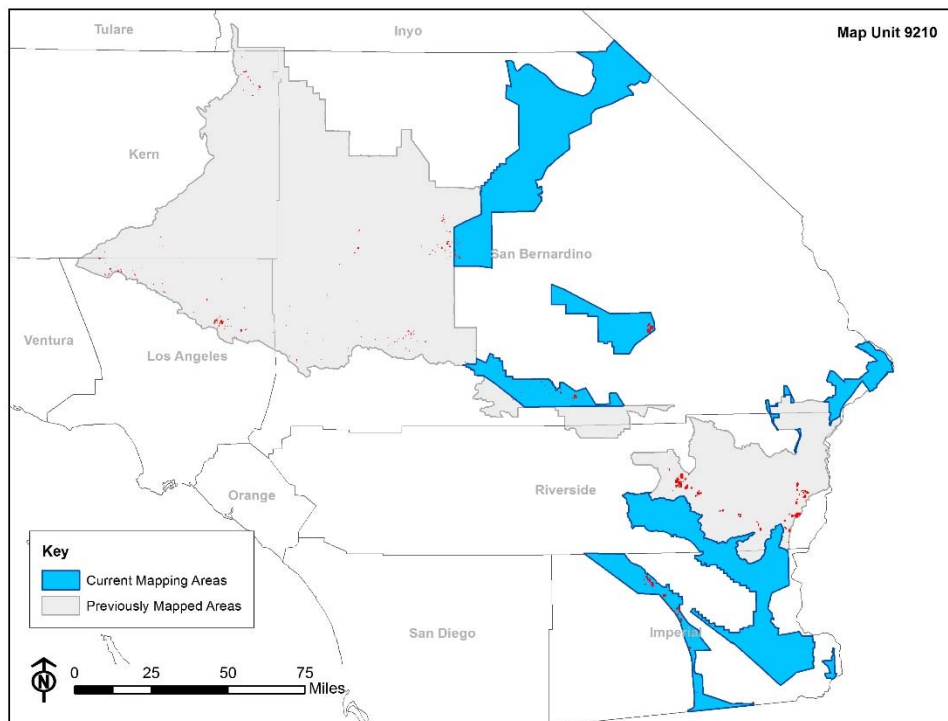 Tulare
Inyo
Map Unit 9210
Kern
San Bernardino
Ventura
Los Angeles
Orange
Riverside
Key
Current Mapping Areas
Previously Mapped Areas
San Diego
Imperial
N
0 25 50 75
Miles